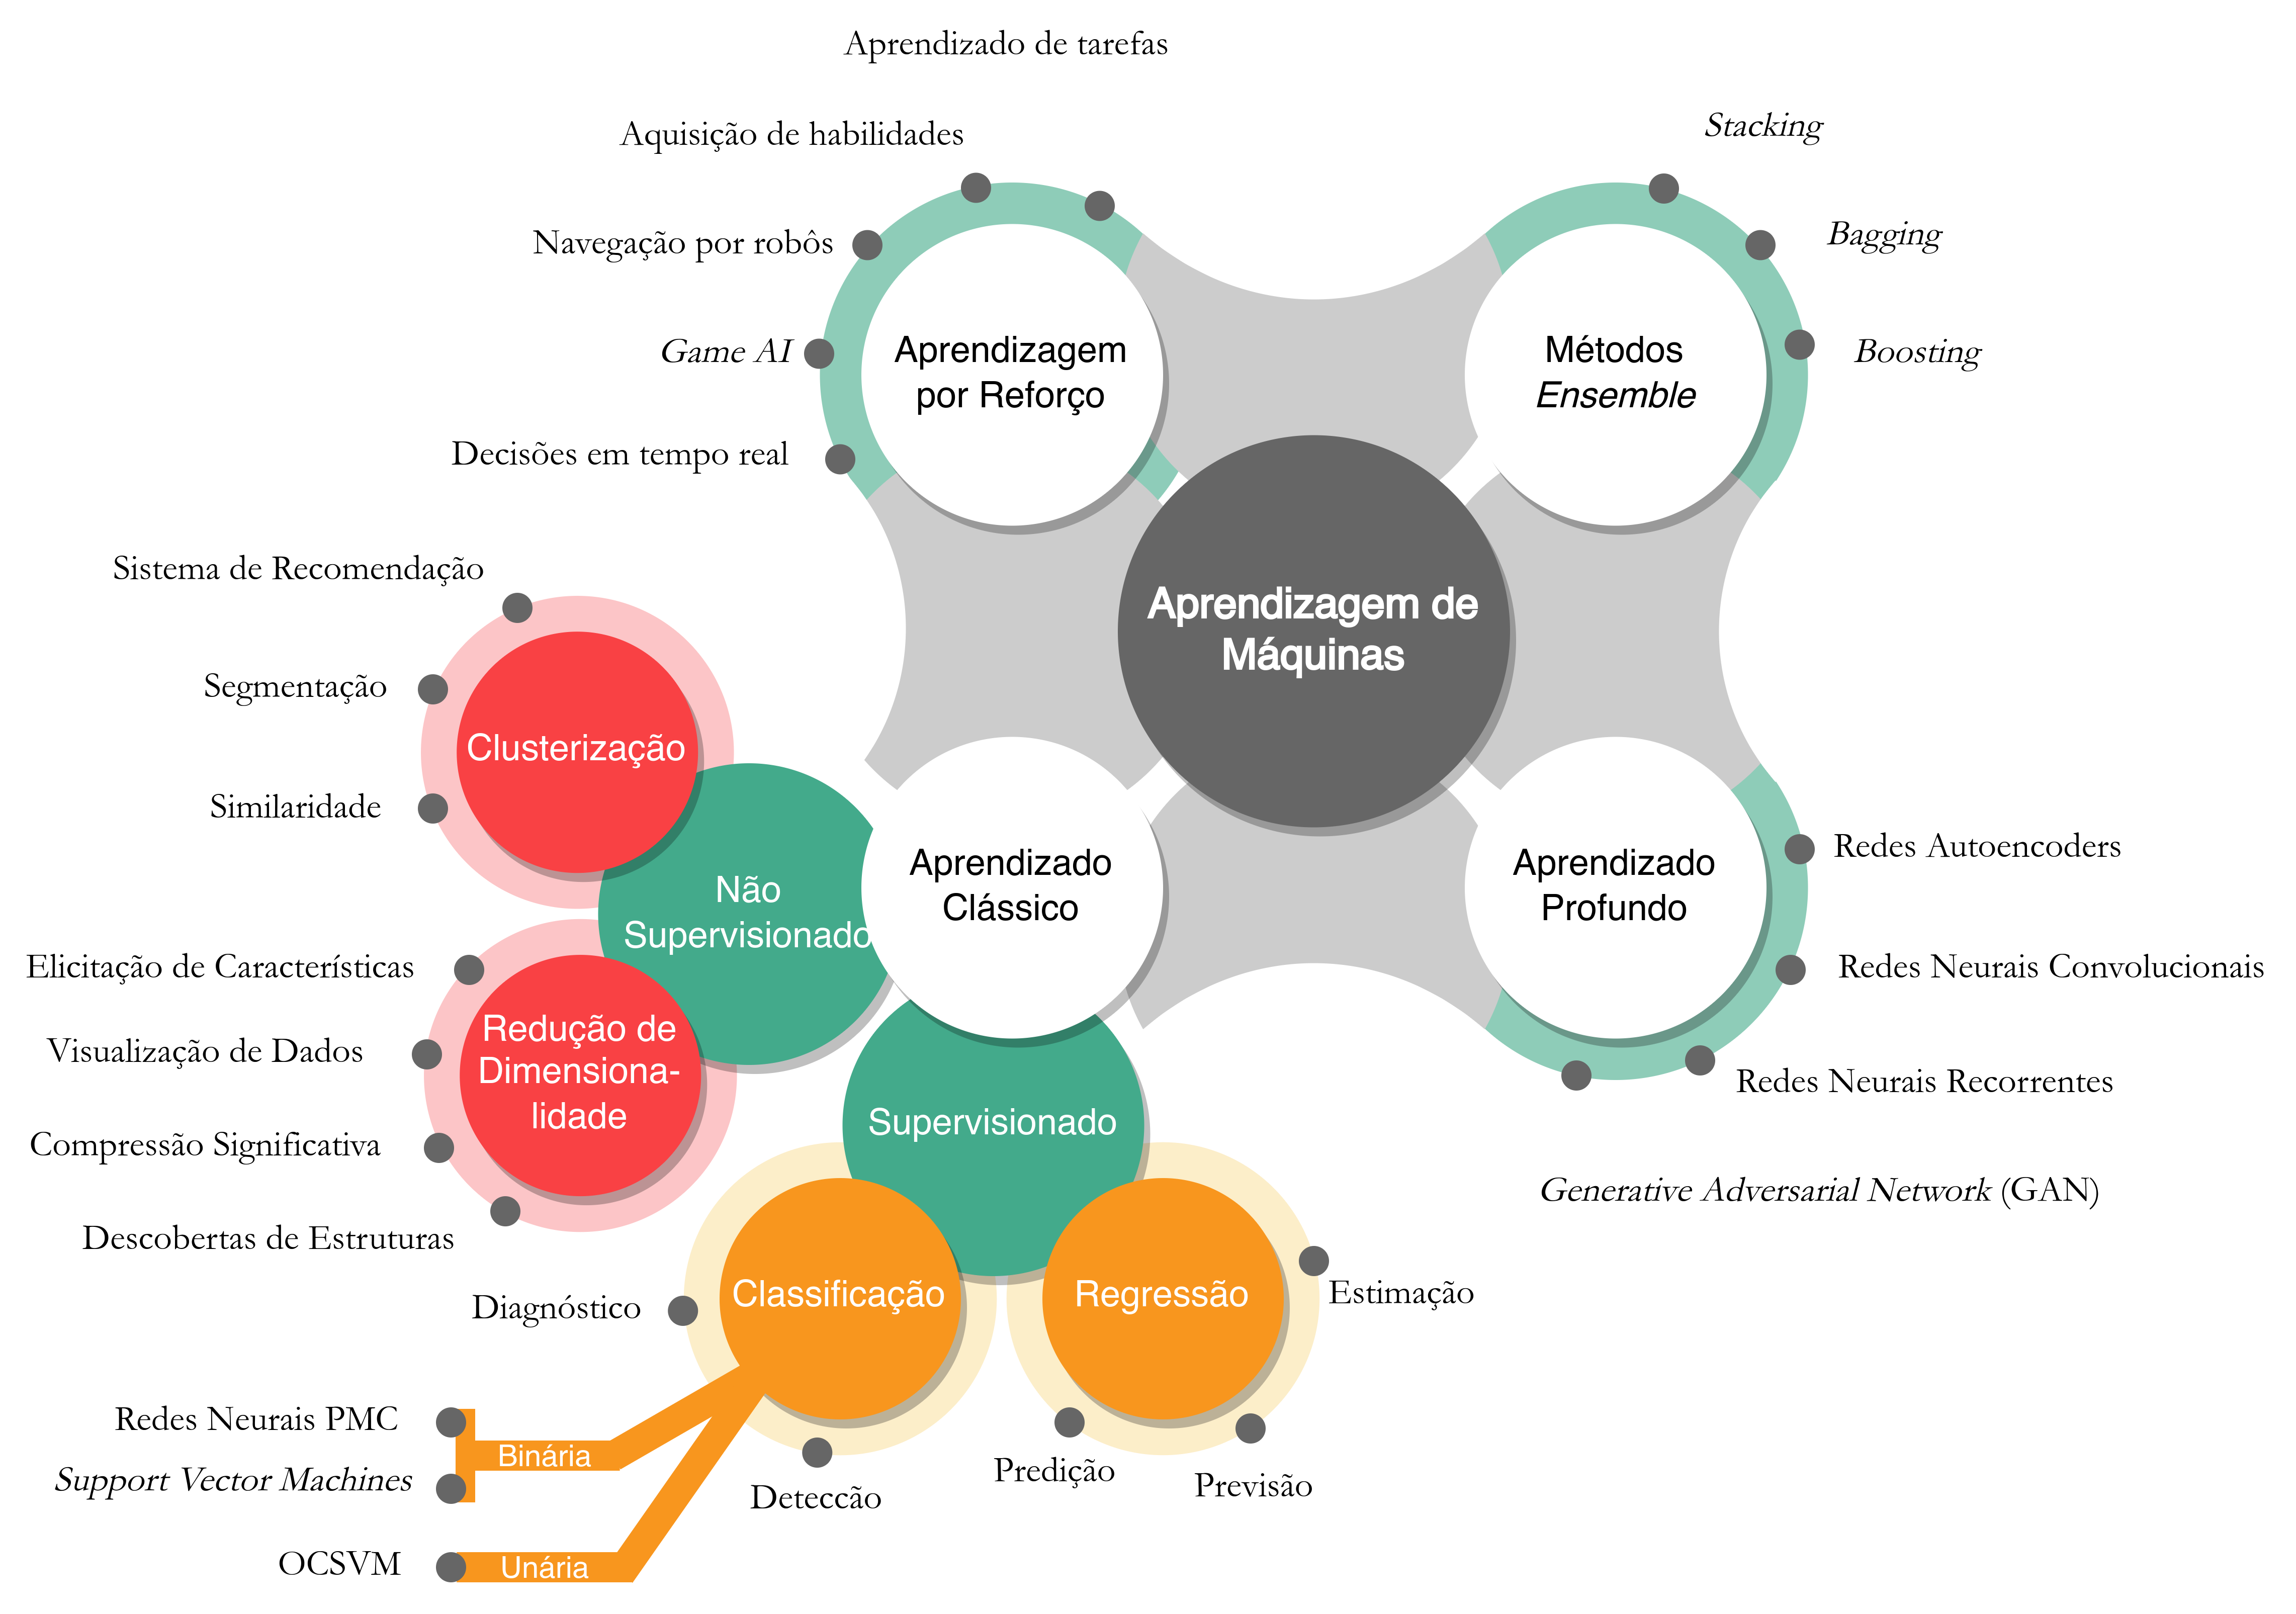 Aprendizado de tarefas
Aquisição de habilidades
Navegação por robôs
Game AI
Decisões em tempo real
Aprendizagem
por Reforço
Stacking
Bagging
Boosting
Métodos
Ensemble
Aprendizagem de
Máquinas
Sistema de Recomendação
Segmentação
Similaridade
Clusterização
Não
Supervisionado
Aprendizado
Clássico
Aprendizado
Profundo
Redes Autoencoders
Redes Neurais Convolucionais
Redes Neurais Recorrentes
Generative Adversarial Network (GAN)
Elicitação de Características
Visualização de Dados
Compressão Significativa
Descobertas de Estruturas
Redução de
Dimensiona-
lidade
Supervisionado
Classificação
Regressão
Diagnóstico
Estimação
Redes Neurais PMC
Support Vector Machines
Binária
OCSVM
Unária
Deteccão
Predição
Previsão